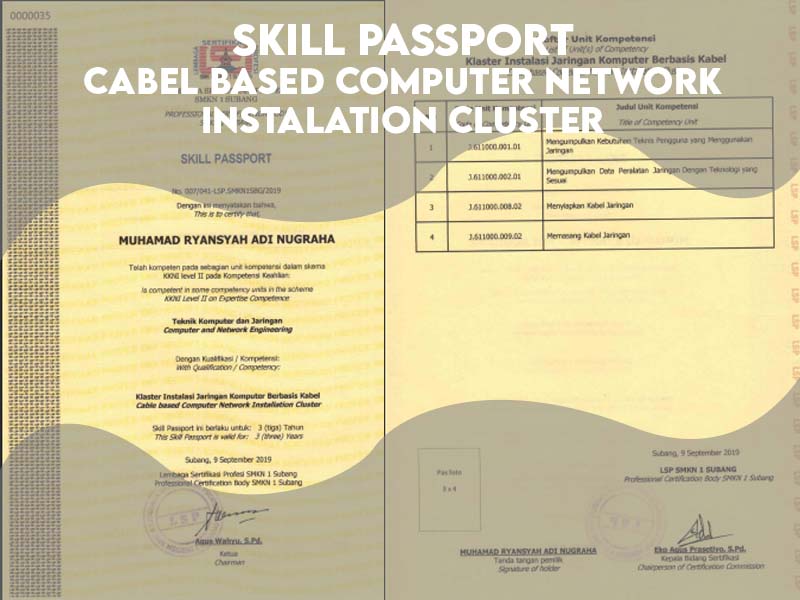 0000035
SKILL PASSPORT
CABEL BASED COMPUTER NETWORK
INSTALATION CLUSTER
SMKN 1 SUBANG
SKILL PASSPORT
No. 007/041-LSP.SMKN1SBG/2019
Dengan ini menyatakan bahwa,
This is to certify that,
MUHAMAD RYANSYAH ADI NUGRAHA
Telah kompeten pada sebagian unit kompetensi dalam skema
KKNI level II pada Kompetensi Keahlian:
Is competent in some competency units in the scheme
KKNI Level II on Expertise Competence
Teknik Komputer dan Jaringan
Computer and Network Engineering
Dengan Kualifikasi / Kompetensi:
With Qualification / Competency:
Klaster Instalasi Jaringan Komputer Berbasis Kabel
Cable based Computer Network Installation Cluster
Skill Passport ini berlaku untuk: 3 (tiga) Tahun
This Skill Passport is valid for: 3 (three) Years
Subang, 9 September 2019
Lembaga Sertifikasi Profesi SMKN 1 Subang
Professional Certification Body SMKN 1 Subang
LSP
Agus Wahyu, S.Pd.
Ketua
Chairman
Unit Kompetensi
Unit(s) of Competency
Klaster Instalasi Jaringan Komputer Berbasis Kabel
Judul Unit Kompetensi
Title of Competency Unit
1 J.611000.001.01 Mengumpulkan Kebutuhan Teknis Pengguna yang Menggunakan
Jaringan
2 J.611000.002.01 Mengumpulkan Data Peralatan Jaringan Dengan Teknologi yang
Sesuai
3 J.611000.008.02 Menyiapkan Kabel Jaringan
4 J.611000.009.02 Memasang Kabel Jaringan
Subang, 9 September 2019
LSP SMKN 1 SUBANG
Professional Certification Body SMKN 1 Subang
Pas foto
3 x 4
MUHAMAD RYANSYAH ADI NUGRAHA
Tanda tangan pemilik
Signature of holder
Eko Agus Prasetivo, S.Pd.
Kepala Bidang Sertifikasi
Chairperson of Certification Commission